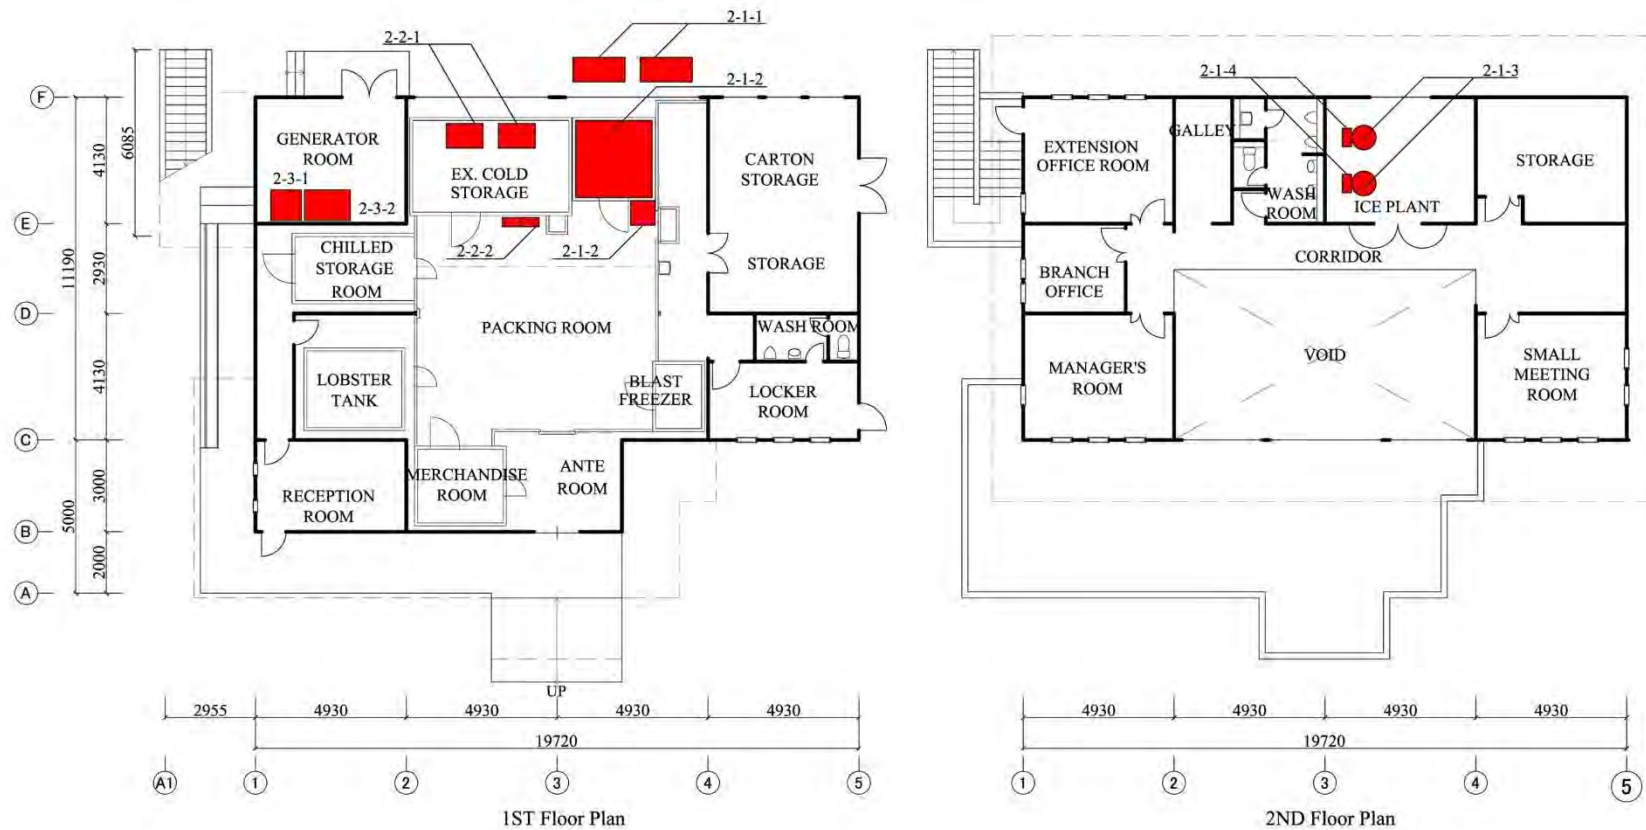 2-1-1
2-2-1
2-1-2
F
GENERATOR
ROOM
EX. COLD
STORAGE
CARTON
STORAGE
6085
4130
2-3-1
2-3-2
E
2-2-2
2-1-2
CHILLED
STORAGE
ROOM
STORAGE
11190
2930
D
PACKING ROOM
WASH ROOM
LOBSTER
TANK
BLAST
FREEZER
LOCKER
ROOM
4130
C
MERCHANDISE
ROOM
ANTE
ROOM
RECEPTION
ROOM
3000
5000
B
2000
A
UP
2955
4930
4930
4930
4930
19720
A1
1
2
3
4
5
1ST Floor Plan
2-1-4
2-1-3
EXTENSION
OFFICE ROOM
GALLEY
WASH
ROOM
ICE PLANT
STORAGE
CORRIDOR
BRANCH
OFFICE
MANAGER'S
ROOM
VOID
SMALL
MEETING
ROOM
4930
4930
4930
4930
19720
1
2
3
4
5
2ND Floor Plan